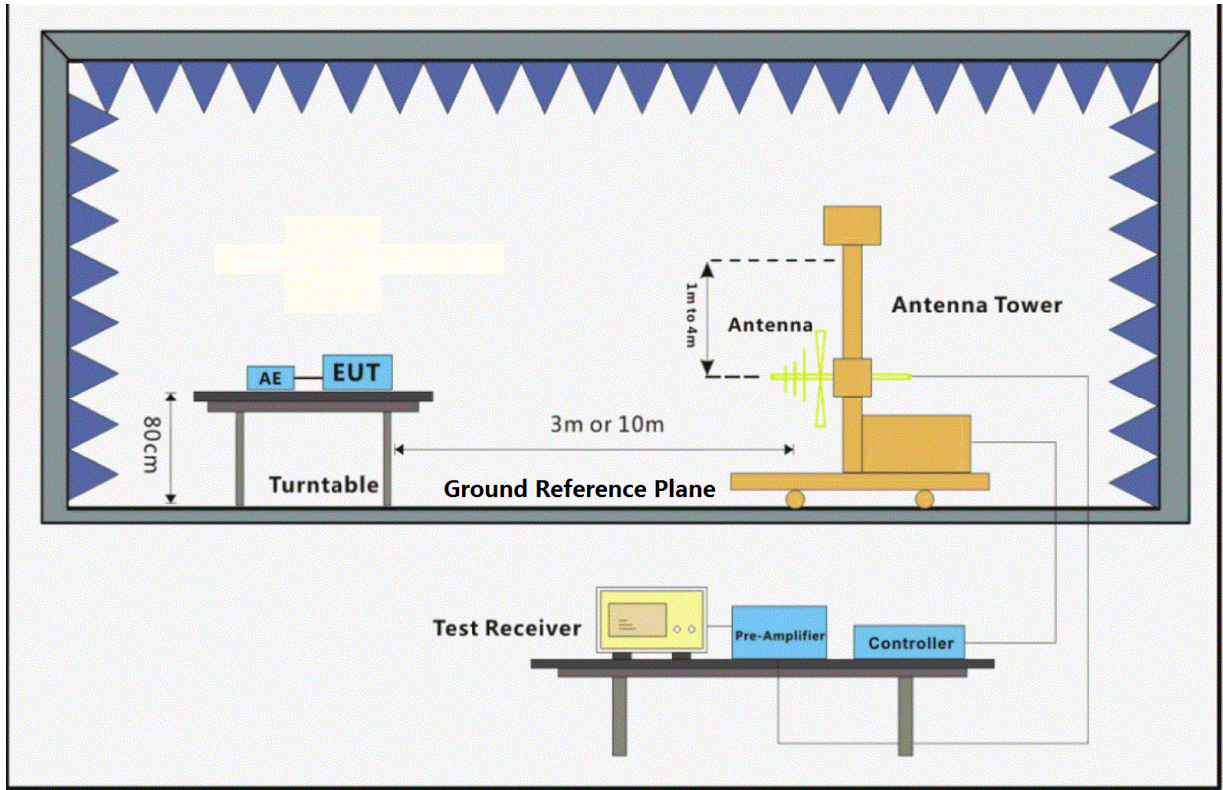 1m to 4m
Antenna
Antenna Tower
AE
EUT
80cm
3m or 10m
Turntable
Ground Reference Plane
Test Receiver
Pre-Amplifier
Controller